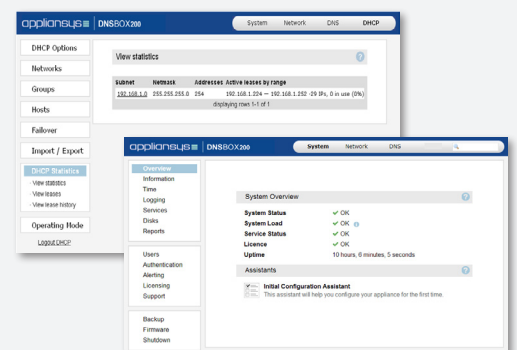 appliansys DNSBOX200 System Network DNS DHCP
DHCP Options
Networks
Groups
Hosts
Failover
Import / Export
DHCP Statistics
- View statistics
- View leases
- View lease history
Operating Mode
Logout DHCP
View statistics
Subnet Netmask Addresses Active leases by range
192.168.1.0 255.255.255.0 254 192.168.1.224 — 192.168.1.252 -29 IPs, 0 in use (0%)
displaying rows 1-1 of 1
appliansys DNSBOX200 System Network DNS
Overview
Information
Time
Logging
Services
Disks
Reports
Users
Authentication
Alerting
Licensing
Support
Backup
Firmware
Shutdown
System Overview
System Status OK
System Load OK
Service Status OK
Licence OK
Uptime 10 hours, 6 minutes, 5 seconds
Assistants
Initial Configuration Assistant
This assistant will help you configure your appliance for the first time.